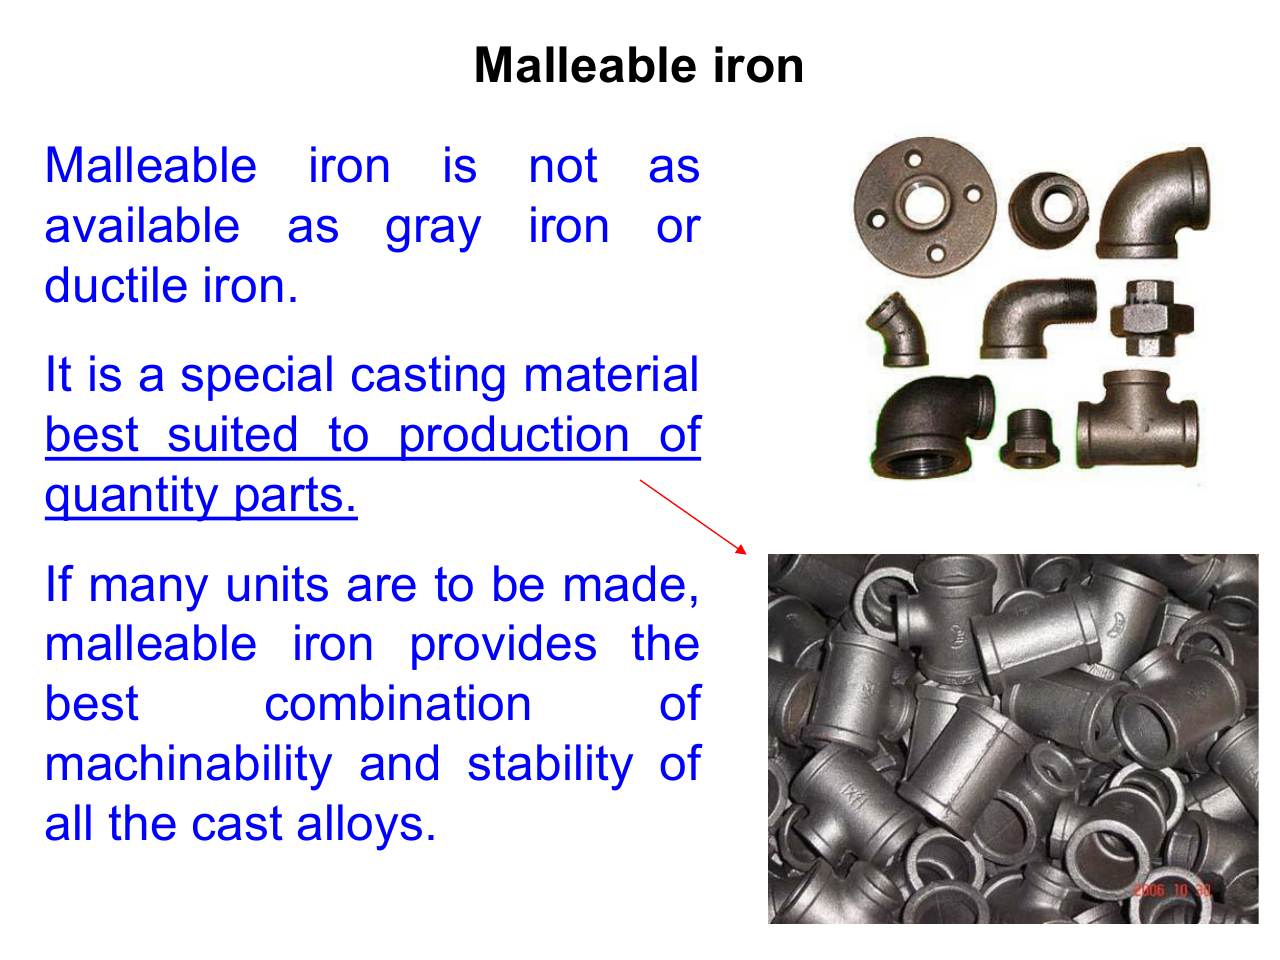 Malleable iron
Malleable iron is not as
available as gray iron or
ductile iron.
It is a special casting material
best suited to production of
quantity parts.
If many units are to be made,
malleable iron provides the
best combination of
machinability and stability of
all the cast alloys.
2006 10 30